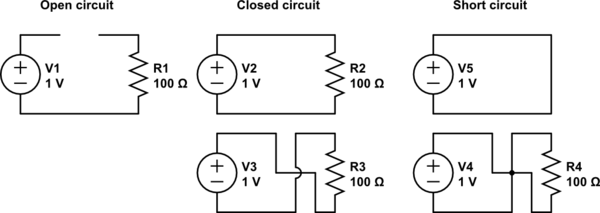 Open circuit
Closed circuit
Short circuit
V1
1 V
R1
100 Ω
V2
1 V
R2
100 Ω
V5
1 V
V3
1 V
R3
100 Ω
V4
1 V
R4
100 Ω